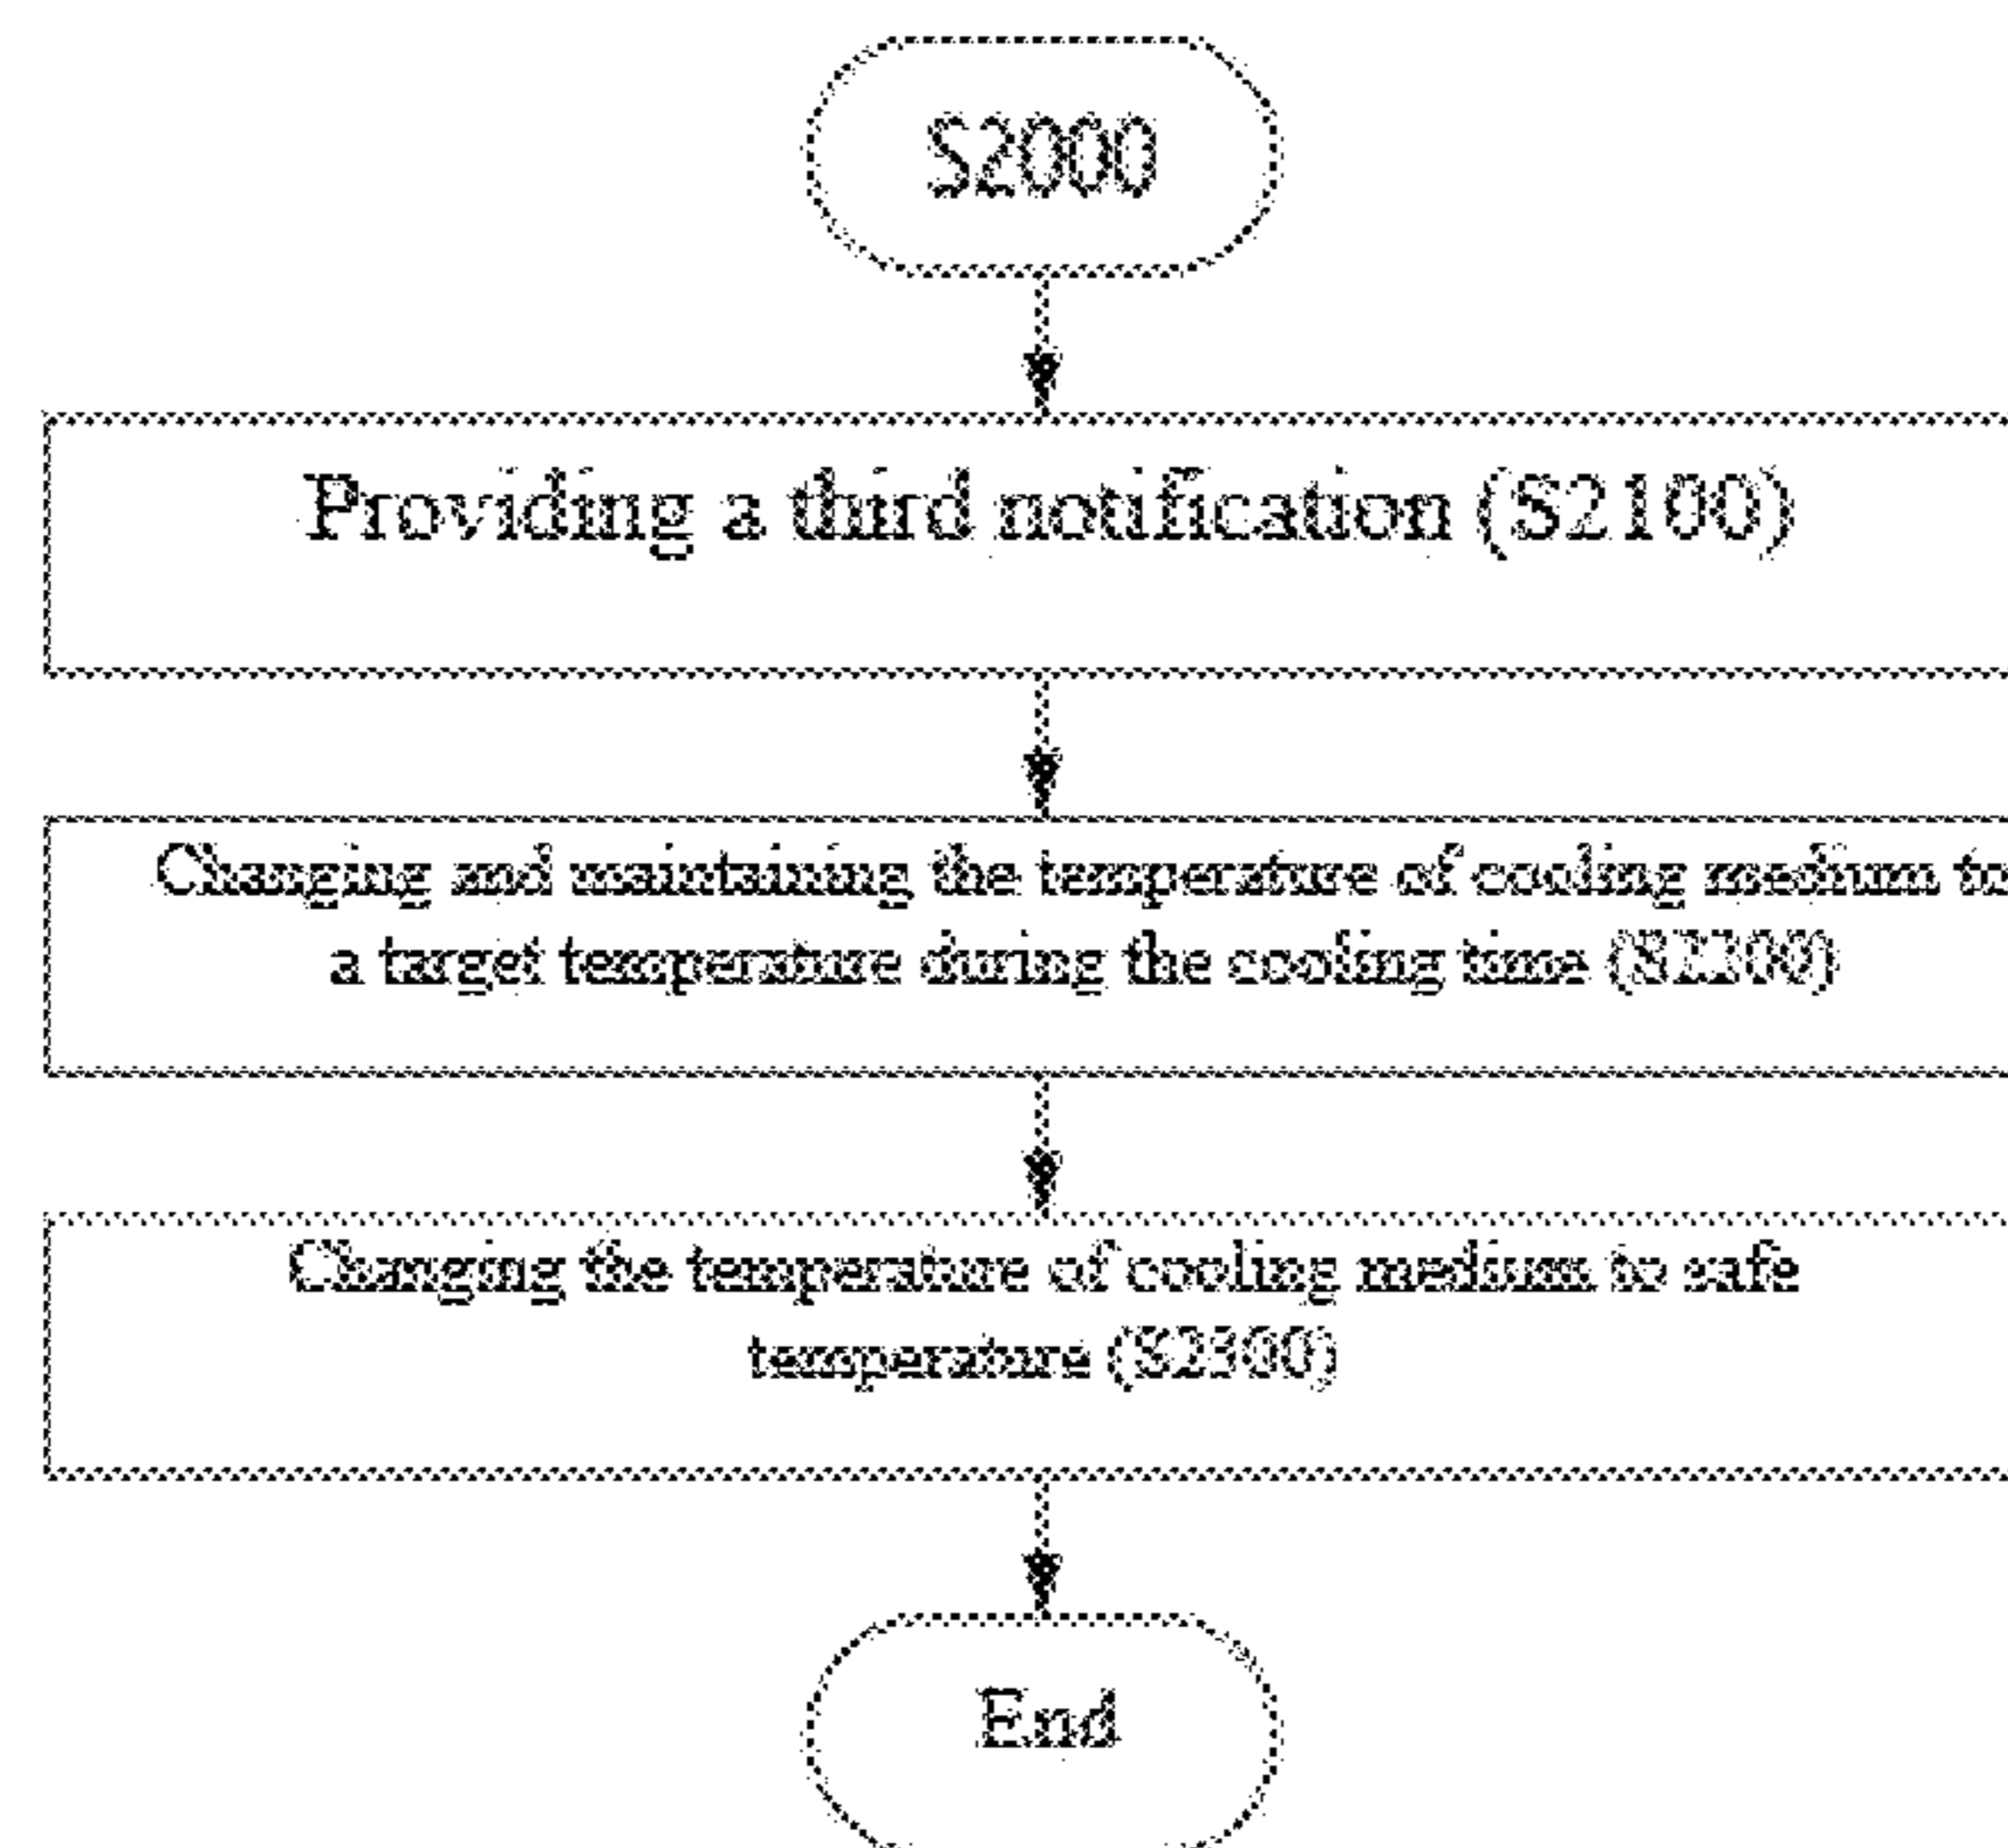 S2000
Providing a third notification (S2100)
Changing and maintaining the temperature of cooling medium to
a target temperature during the cooling time
Changing the temperature of cooling medium to safe
temperature (S2300)
End